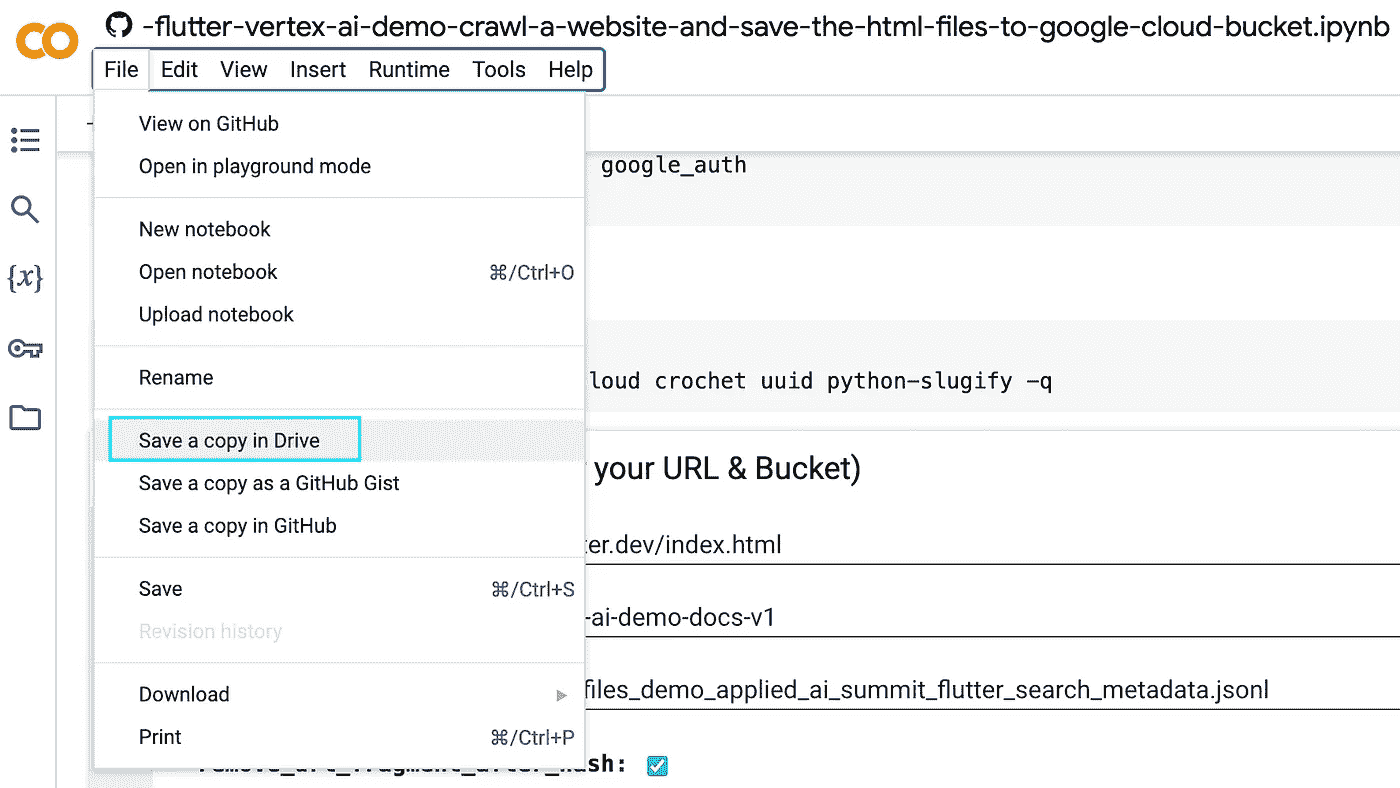 -flutter-vertex-ai-demo-crawl-a-website-and-save-the-html-files-to-google-cloud-bucket.ipynb
File Edit View Insert Runtime Tools Help
View on GitHub
Open in playground mode
google_auth
New notebook
Open notebook ⌘/Ctrl+O
Upload notebook
Rename
loud crochet uuid python-slugify -q
Save a copy in Drive
your URL & Bucket)
Save a copy as a GitHub Gist
Save a copy in GitHub
ter.dev/index.html
Save ⌘/Ctrl+S
-ai-demo-docs-v1
Revision history
Download
files_demo_applied_ai_summit_flutter_search_metadata.jsonl
Print ⌘/Ctrl+P
{x}